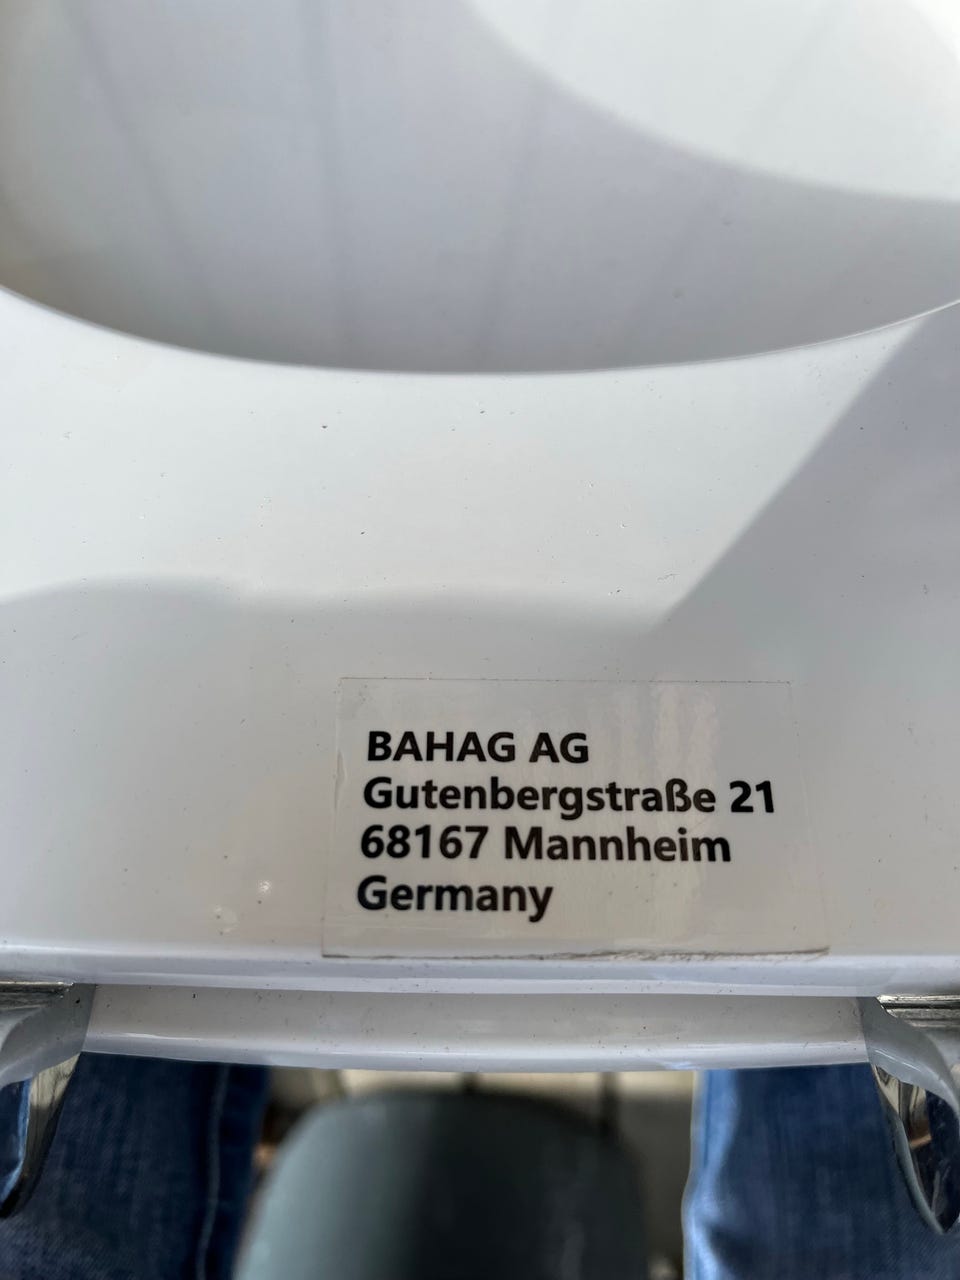 BAHAG AG
Gutenbergstraße 21
68167 Mannheim
Germany